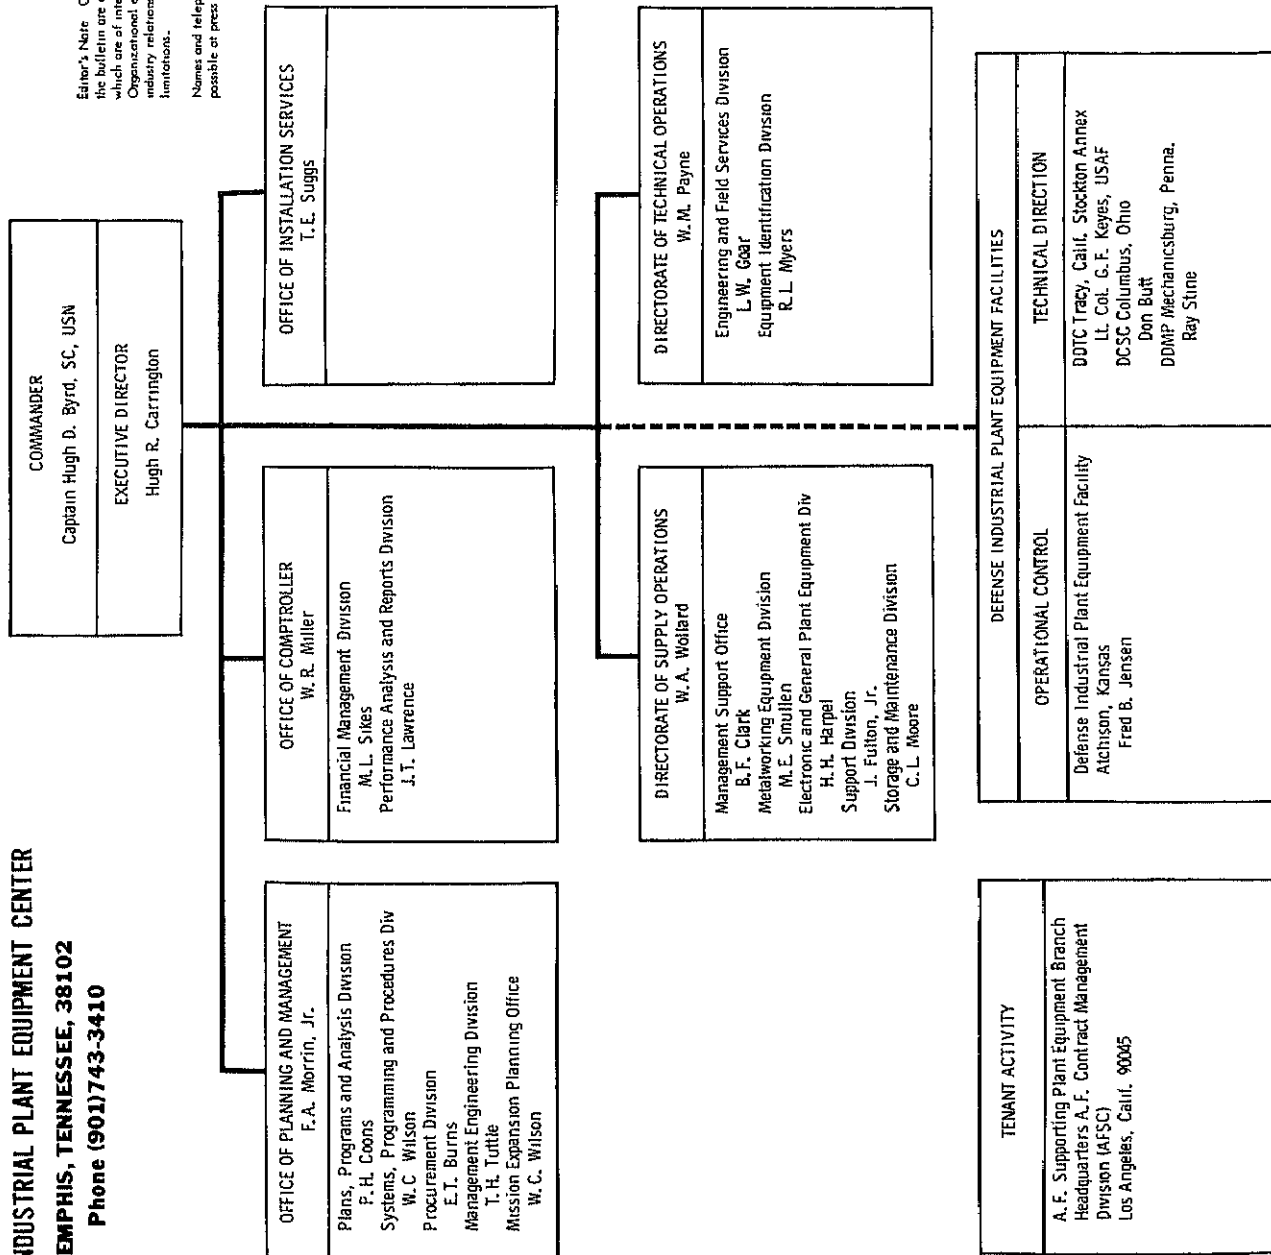 NDUSTRIAL PLANT EQUIPMENT CENTER
EMPHIS, TENNESSEE, 38102
Phone (901)743-3410
Editor's Note
the bulletin are
which are of
Organizational
industry
limitations.
Names and
possible at press
COMMANDER
Captain Hugh D. Byrd, SC, USN
EXECUTIVE DIRECTOR
Hugh R. Carrington
OFFICE OF PLANNING AND MANAGEMENT
F.A. Morrin, Jr.
Plans, Programs and Analysis Division
P. H. Coons
Systems, Programming and Procedures Div
W. C Wilson
Procurement Division
E.T. Burns
Management Engineering Division
T. H. Tuttle
Mission Expansion Planning Office
W. C. Wilson
OFFICE OF COMPTROLLER
W. R. Miller
Financial Management Division
M. L. Sikes
Performance Analysis and Reports Division
J. T. Lawrence
OFFICE OF INSTALLATION SERVICES
T. E. Suggs
DIRECTORATE OF SUPPLY OPERATIONS
W. A. Wollard
Management Support Office
B. F. Clark
Metalworking Equipment Division
M. E. Smullen
Electronic and General Plant Equipment Div
H. H. Harpel
Support Division
J. Fulton, Jr.
Storage and Maintenance Division
C. L. Moore
DIRECTORATE OF TECHNICAL OPERATIONS
W. M. Payne
Engineering and Field Services Division
L. W. Goar
Equipment Identification Division
R. L Myers
TENANT ACTIVITY
A. F. Supporting Plant Equipment Branch
Headquarters A. F. Contract Management
Division (AFSC)
Los Angeles, Calif. 90045
DEFENSE INDUSTRIAL PLANT EQUIPMENT FACILITIES
OPERATIONAL CONTROL
Defense Industrial Plant Equipment Facility
Atchison, Kansas
Fred B. Jensen
TECHNICAL DIRECTION
DDTC Tracy, Calif. Stockton Annex
Lt. Col. G. F. Keyes, USAF
DCSC Columbus, Ohio
Don Butt
DDMP Mechanicsburg, Penna.
Ray Stine